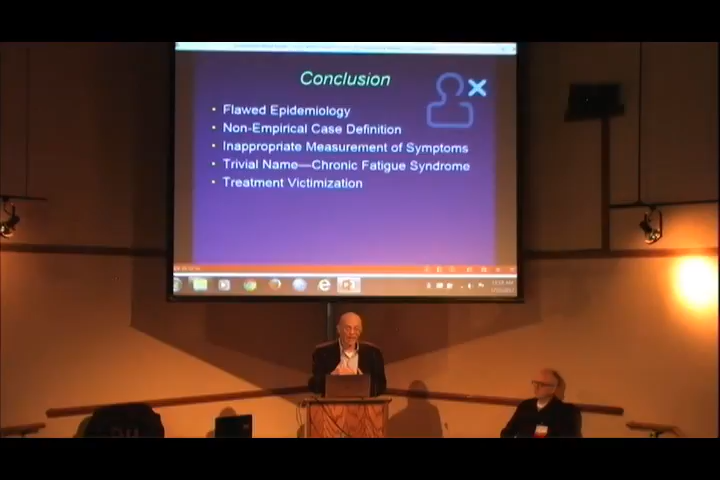 Conclusion
• Flawed Epidemiology
• Non-Empirical Case Definition
• Inappropriate Measurement of Symptoms
• Trivial Name—Chronic Fatigue Syndrome
• Treatment Victimization